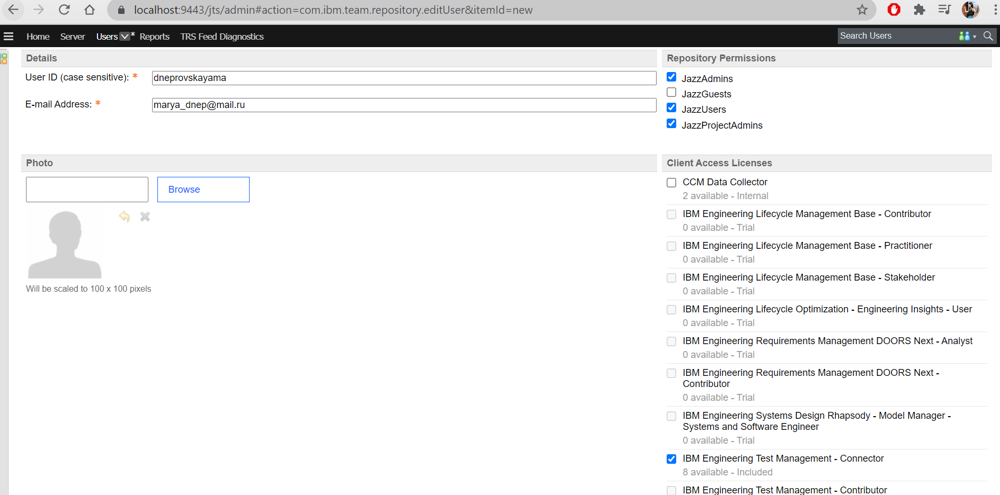 localhost:9443/jts/admin#action=com.ibm.team.repository.editUser&itemId=new
Home Server Users * Reports TRS Feed Diagnostics Search Users
Details
User ID (case sensitive): * dneprovskayama
E-mail Address: * marya_dnep@mail.ru
Repository Permissions
JazzAdmins
JazzGuests
JazzUsers
JazzProjectAdmins
Photo
Browse
Will be scaled to 100 x 100 pixels
Client Access Licenses
CCM Data Collector
2 available - Internal
IBM Engineering Lifecycle Management Base - Contributor
0 available - Trial
IBM Engineering Lifecycle Management Base - Practitioner
0 available - Trial
IBM Engineering Lifecycle Management Base - Stakeholder
0 available - Trial
IBM Engineering Lifecycle Optimization - Engineering Insights - User
0 available - Trial
IBM Engineering Requirements Management DOORS Next - Analyst
0 available - Trial
IBM Engineering Requirements Management DOORS Next -
Contributor
0 available - Trial
IBM Engineering Systems Design Rhapsody - Model Manager -
Systems and Software Engineer
0 available - Trial
IBM Engineering Test Management - Connector
8 available - Included
IBM Engineering Test Management - Contributor